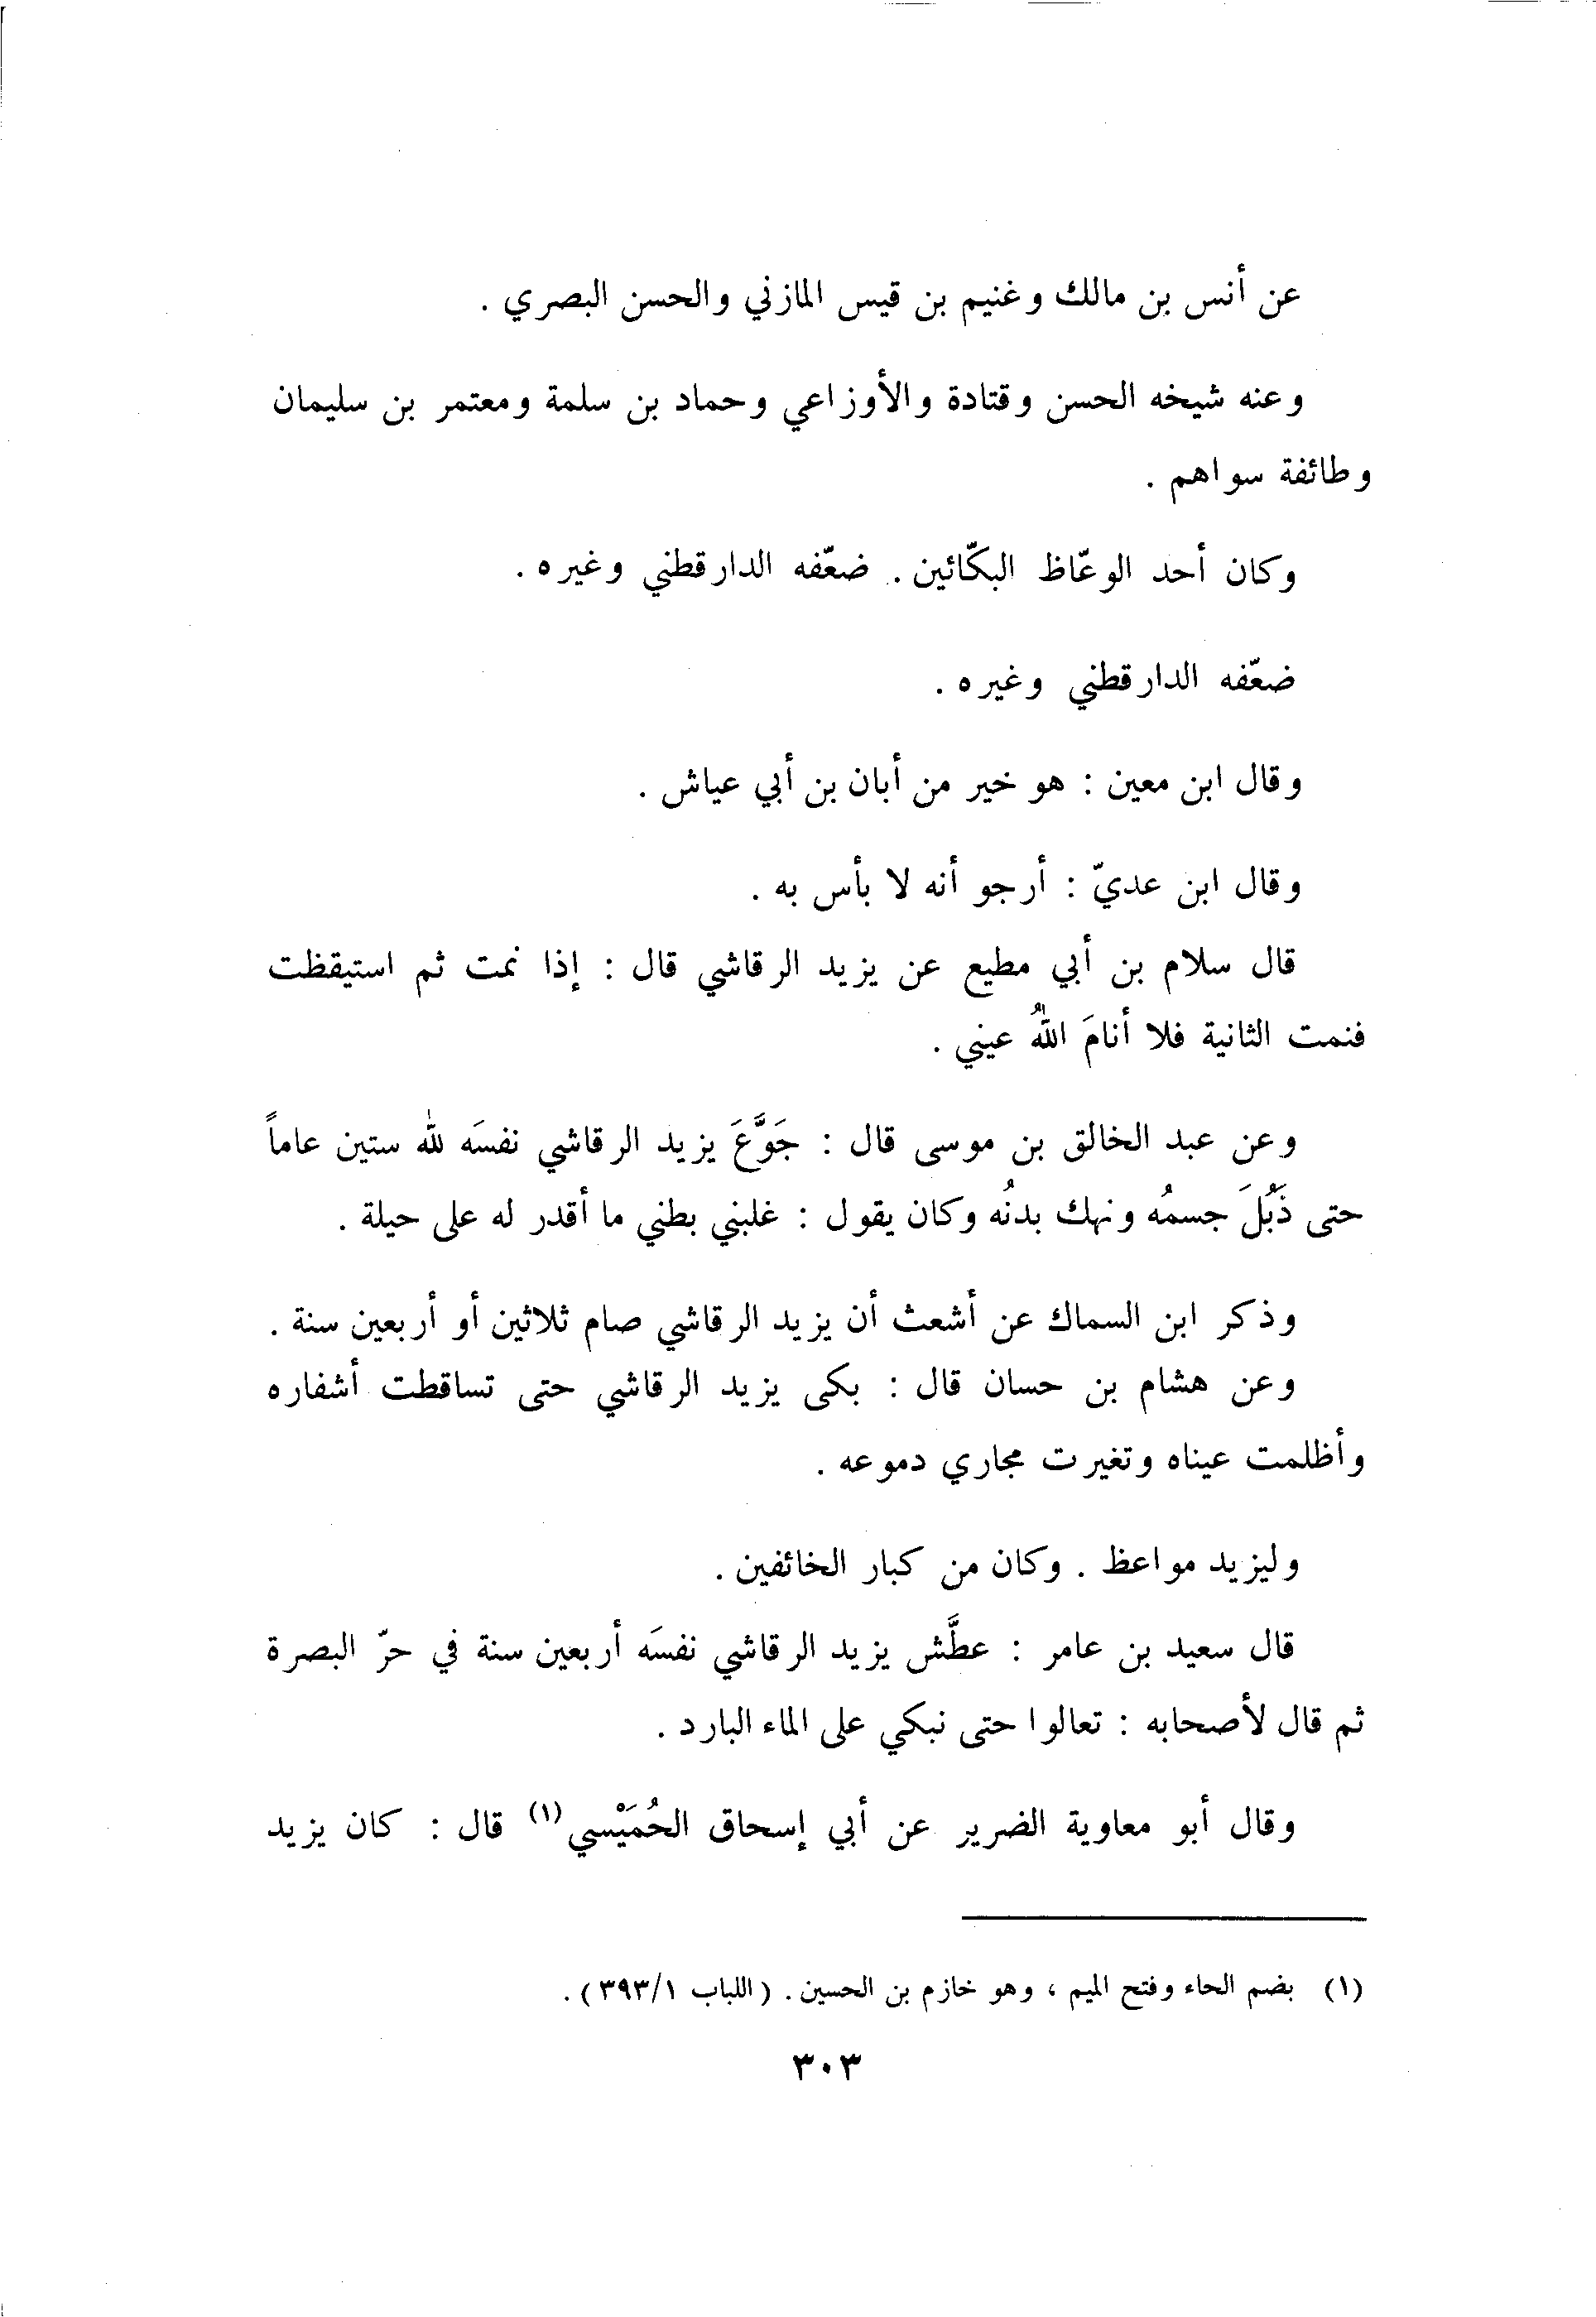 عن أنس بن مالك وغنيم بن قيس المازني والحسن البصري .
وعنه شيخه الحسن وقتادة والأوزاعي وحماد بن سلمة ومعتمر بن سليمان
وطائفة سواهم .
وكان أحد الوعّاظ البكّائين . ضعّفه الدارقطني وغيره .
ضعّفه الدارقطني وغيره .
وقال ابن معين : هو خير من أبان بن أبي عياش .
وقال ابن عديّ : أرجو أنه لا بأس به .
قال سلام بن أبي مطيع عن يزيد الرقاشي قال : إذا نمت ثم استيقظت
فنمت الثانية فلا أنامَ اللهُ عيني .
وعن عبد الخالق بن موسى قال : جَوَّعَ يزيد الرقاشي نفسَه لله ستين عاماً
حتى ذَبُلَ جسمُه ونهك بدنُه وكان يقول : غلبني بطني ما أقدر له على حيلة .
وذكر ابن السماك عن أشعث أن يزيد الرقاشي صام ثلاثين أو أربعين سنة .
وعن هشام بن حسان قال : بكى يزيد الرقاشي حتى تساقطت أشفاره
وأظلمت عيناه وتغيرت مجاري دموعه .
وليزيد مواعظ . وكان من كبار الخائفين .
قال سعيد بن عامر : عطَّش يزيد الرقاشي نفسَه أربعين سنة في حرّ البصرة
ثم قال لأصحابه : تعالوا حتى نبكي على الماء البارد .
وقال أبو معاوية الضرير عن أبي إسحاق الحُمَيْسي(١) قال : كان يزيد
(١) بضم الحاء وفتح الميم ، وهو خازم بن الحسين . (اللباب ٣٩٣/١) .
٣٠٣